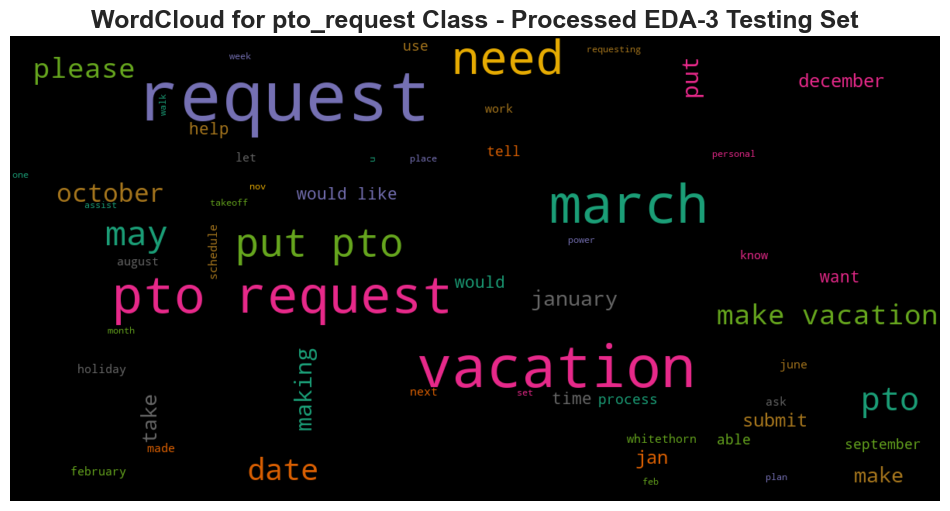 WordCloud for pto_request Class - Processed EDA-3 Testing Set
please
week
use
need
requesting
request
put
december
walk
help
work
let
place
tell
personal
one
october
assist
nov
takeoff
would like
march
may
august
schedule
put pto
power
know
pto request
would
january
want
make vacation
month
holiday
making
vacation
june
next
set
time
process
ask
pto
take
made
submit
whitethorn
able
september
february
date
jan
feb
plan
make